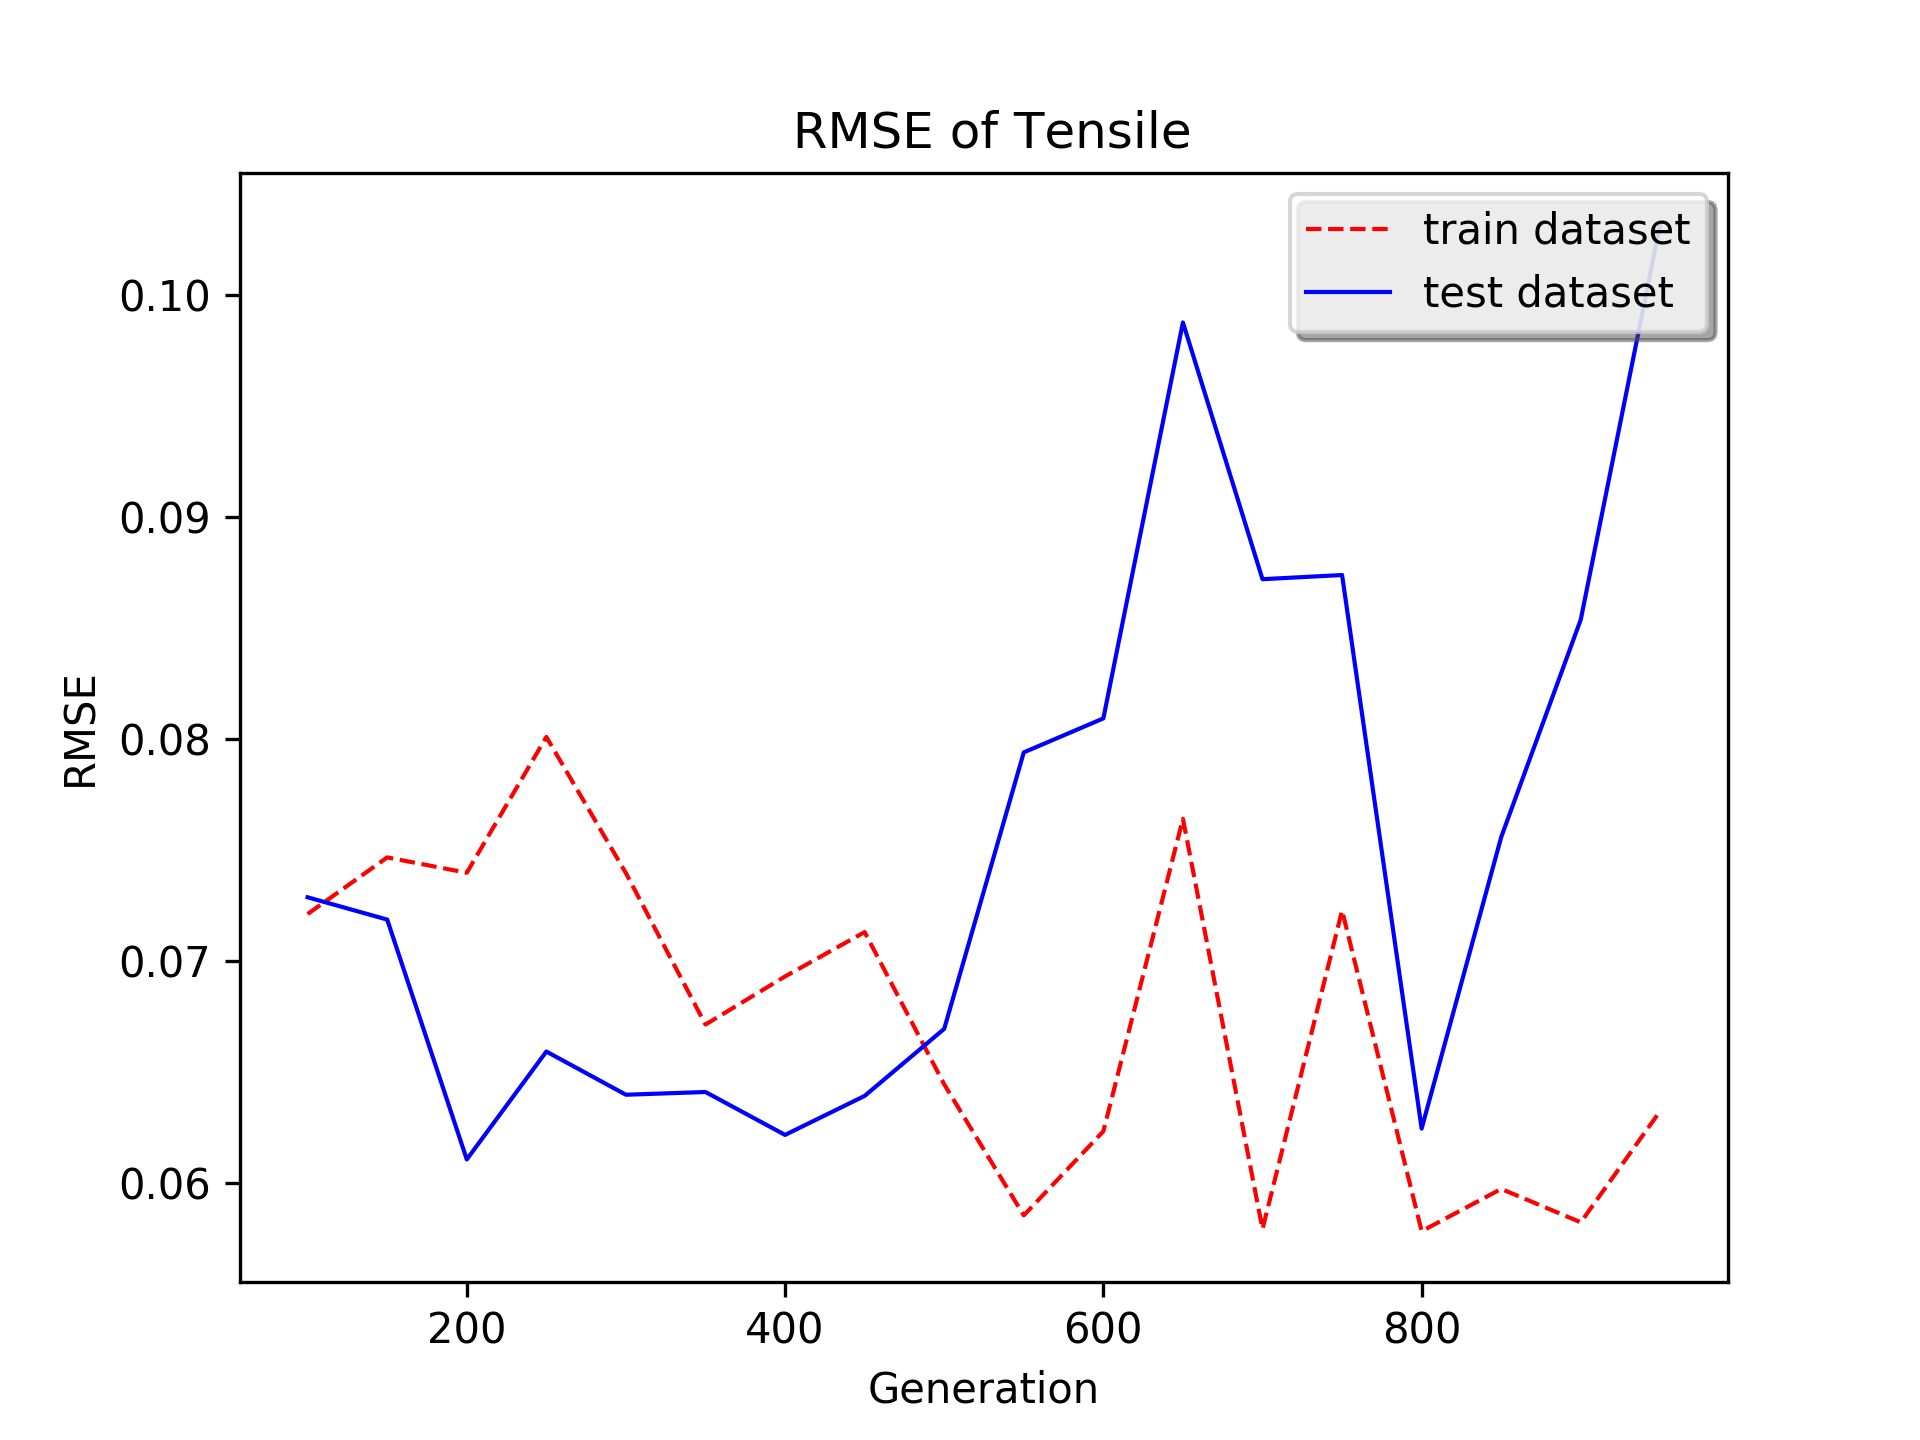 RMSE of Tensile
train dataset
test dataset
0.10
0.09
0.08
0.07
0.06
RMSE
200 400 600 800
Generation